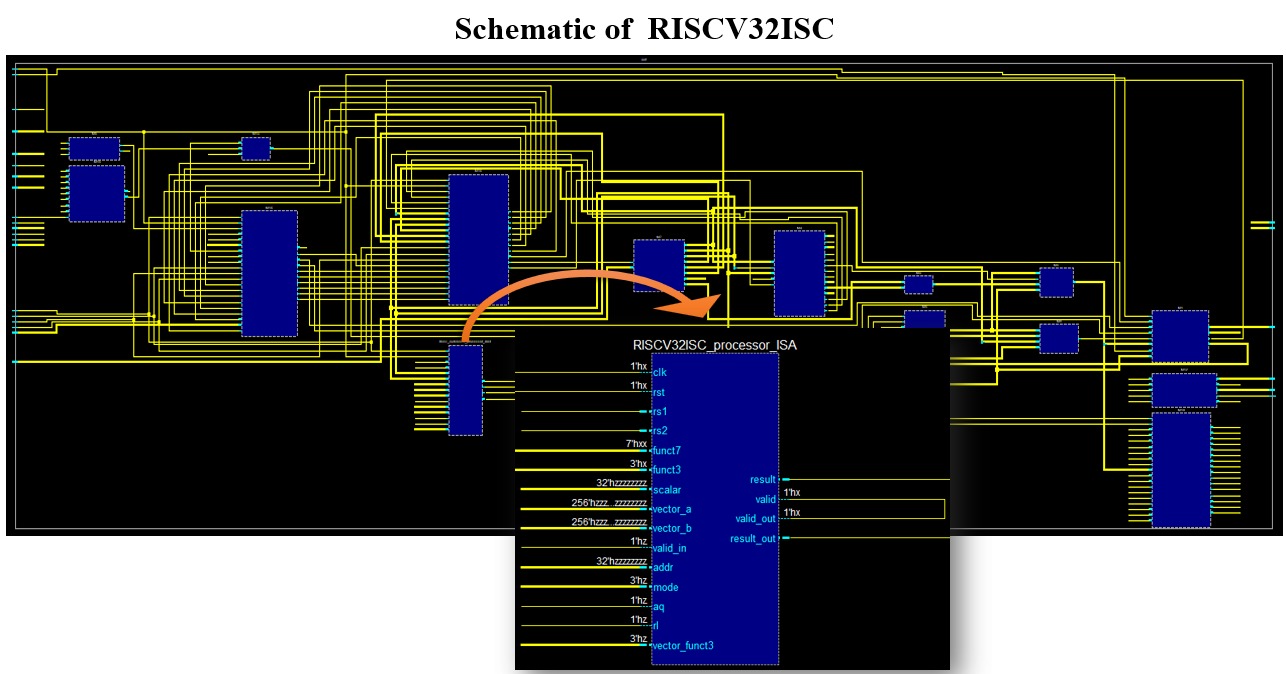 Schematic of RISCV32ISC
RISCV32ISC_processor_ISA
1'hx
clk
1'hx
rst
rs1
rs2
7'hxx
funct7
3'hx
funct3
32'hzzzzzzzz
scalar
256'hzzz...zzzzzzzz
vector_a
256'hzzz...zzzzzzzz
vector_b
1'hz
valid_in
32'hzzzzzzzz
addr
3'hz
mode
1'hz
aq
1'hz
rl
3'hz
vector_funct3
result
1'hx
valid
1'hx
valid_out
result_out